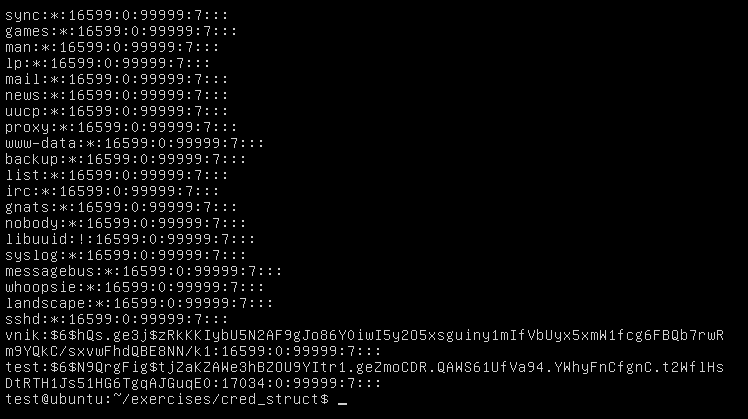 sync:*:16599:0:99999:7:::
games:*:16599:0:99999:7:::
man:*:16599:0:99999:7:::
lp:*:16599:0:99999:7:::
mail:*:16599:0:99999:7:::
news:*:16599:0:99999:7:::
uucp:*:16599:0:99999:7:::
proxy:*:16599:0:99999:7:::
www-data:*:16599:0:99999:7:::
backup:*:16599:0:99999:7:::
list:*:16599:0:99999:7:::
irc:*:16599:0:99999:7:::
gnats:*:16599:0:99999:7:::
nobody:*:16599:0:99999:7:::
libuuid:!:16599:0:99999:7:::
syslog:*:16599:0:99999:7:::
messagebus:*:16599:0:99999:7:::
whoopsie:*:16599:0:99999:7:::
landscape:*:16599:0:99999:7:::
sshd:*:16599:0:99999:7:::
vnik:$6$hQs.ge3j$zRkKKIybU5N2AF9gJo86Y0iwI5y2O5xsguiny1mIfVbUyx5xmW1fcg6FBQb7rwR
m9YQkC/sxvwFhdQBE8NN/k1:16599:0:99999:7:::
test:$6$N9QrgFig$tjZaKZAWe3hBZOU9YItr1.geZmoCDR.QAWS61UfVa94.YWhyFnCfgnC.t2WflHs
DtRTH1Js51HG6TgqAJGuqE0:17034:0:99999:7:::
test@ubuntu:~/exercises/cred_struct$ _